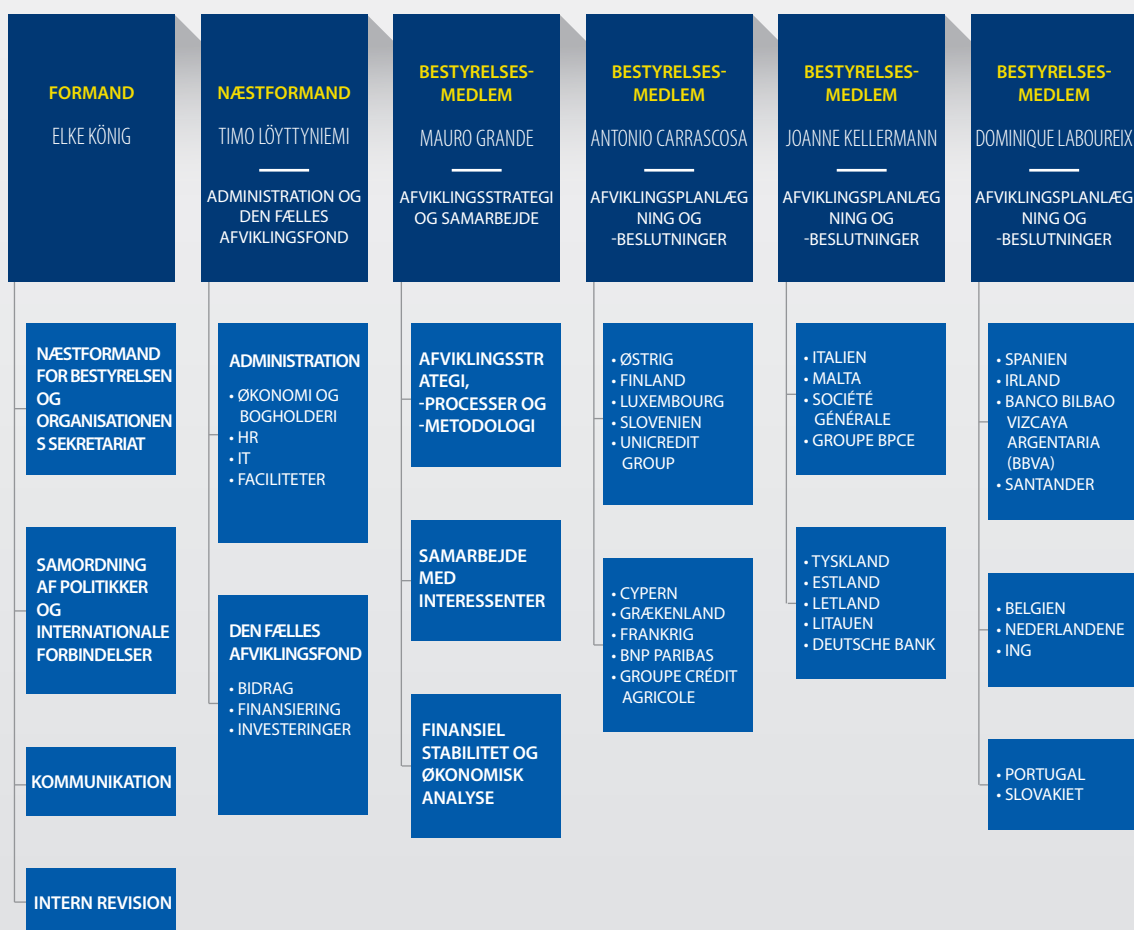 FORMAND
ELKE KÖNIG
NÆSTFORMAND
FOR BESTYRELSEN
OG
ORGANISATIONEN
S SEKRETARIAT
SAMORDNING
AF POLITIKKER
OG
INTERNATIONALE
FORBINDELSER
KOMMUNIKATION
INTERN REVISION
NÆSTFORMAND
TIMO LÖYTTYNIEMI
ADMINISTRATION OG
DEN FÆLLES
AFVIKLINGSFOND
ADMINISTRATION
• ØKONOMI OG
BOGHOLDERI
• HR
• IT
• FACILITETER
DEN FÆLLES
AFVIKLINGSFOND
• BIDRAG
• FINANSIERING
• INVESTERINGER
BESTYRELSES-
MEDLEM
MAURO GRANDE
AFVIKLINGSSTRATEGI
OG SAMARBEJDE
AFVIKLINGSSTR
ATEGI,
-PROCESSER OG
-METODOLOGI
SAMARBEJDE
MED
INTERESSENTER
FINANSIEL
STABILITET OG
ØKONOMISK
ANALYSE
BESTYRELSES-
MEDLEM
ANTONIO CARRASCOSA
AFVIKLINGSPLANLÆG
NING OG
-BESLUTNINGER
• ØSTRIG
• FINLAND
• LUXEMBOURG
• SLOVENIEN
• UNICREDIT
GROUP
• CYPERN
• GRÆKENLAND
• FRANKRIG
• BNP PARIBAS
• GROUPE CRÉDIT
AGRICOLE
BESTYRELSES-
MEDLEM
JOANNE KELLERMANN
AFVIKLINGSPLANLÆG
NING OG
-BESLUTNINGER
• ITALIEN
• MALTA
• SOCIÉTÉ
GÉNÉRALE
• GROUPE BPCE
• TYSKLAND
• ESTLAND
• LETLAND
• LITAUEN
• DEUTSCHE BANK
BESTYRELSES-
MEDLEM
DOMINIQUE LABOUREIX
AFVIKLINGSPLANLÆG
NING OG
-BESLUTNINGER
• SPANIEN
• IRLAND
• BANCO BILBAO
VIZCAYA
ARGENTARIA
(BBVA)
• SANTANDER
• BELGIEN
• NEDERLANDENE
• ING
• PORTUGAL
• SLOVAKIET